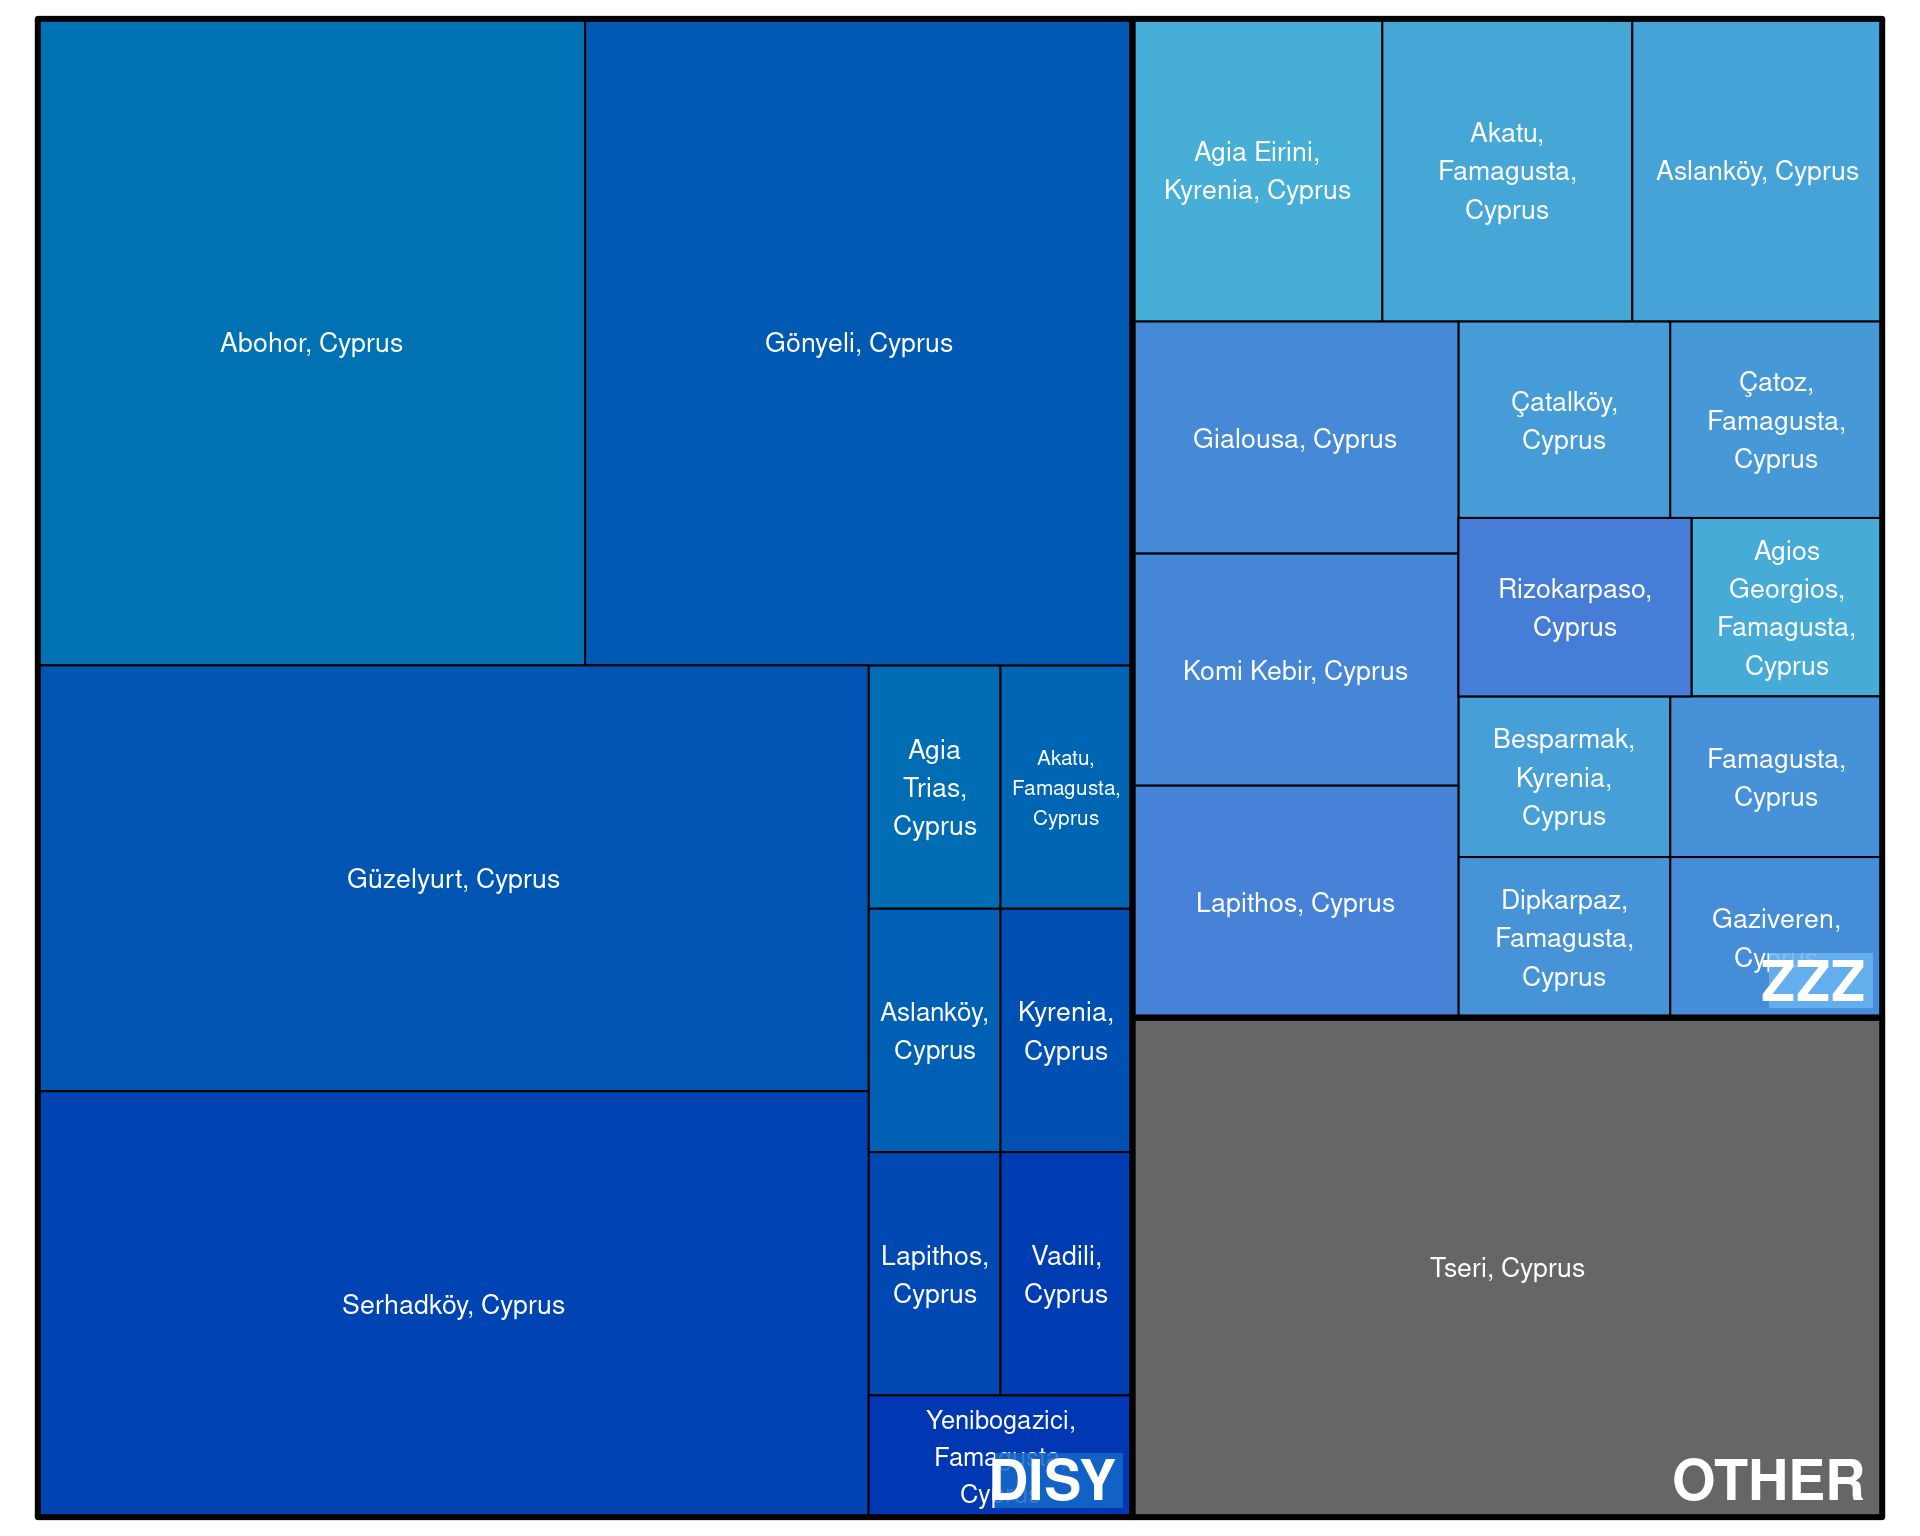 Abohor, Cyprus
Gönyeli, Cyprus
Güzelyurt, Cyprus
Serhadköy, Cyprus
Agia
Trias,
Cyprus
Akatu,
Famagusta,
Cyprus
Aslanköy,
Cyprus
Kyrenia,
Cyprus
Lapithos,
Cyprus
Vadili,
Cyprus
Yenibogazici,
Famagusta,
Cyprus
DISY
Agia Eirini,
Kyrenia, Cyprus
Akatu,
Famagusta,
Cyprus
Aslanköy, Cyprus
Gialousa, Cyprus
Komi Kebir, Cyprus
Lapithos, Cyprus
Çatalköy,
Cyprus
Çatoz,
Famagusta,
Cyprus
Rizokarpaso,
Cyprus
Agios
Georgios,
Famagusta,
Cyprus
Besparmak,
Kyrenia,
Cyprus
Famagusta,
Cyprus
Dipkarpaz,
Famagusta,
Cyprus
Gaziveren,
Cyprus
ZZZ
Tseri, Cyprus
OTHER